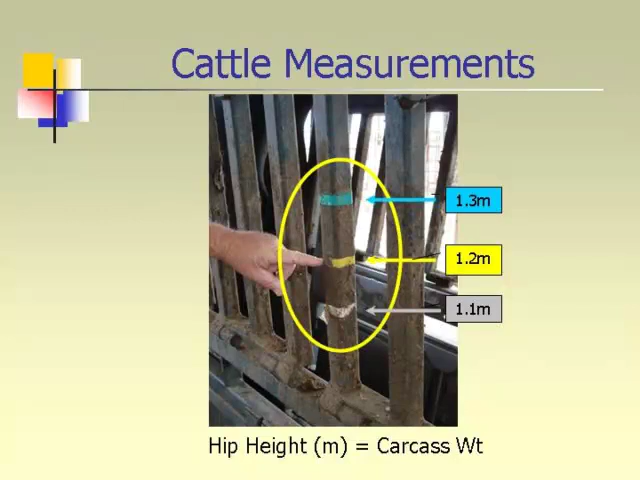 Cattle Measurements
1.3m
1.2m
1.1m
Hip Height (m) = Carcass Wt